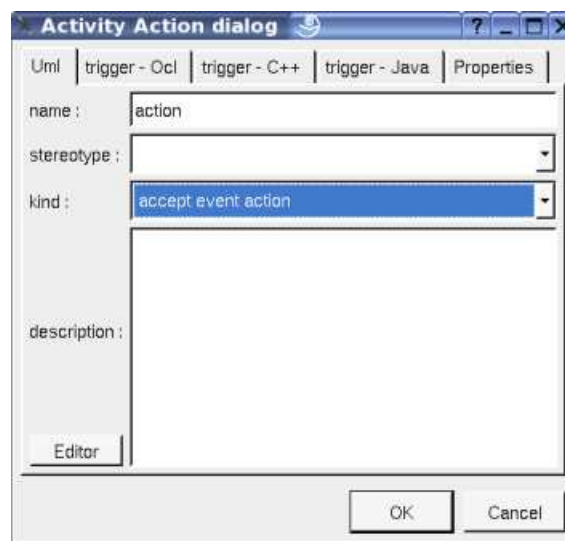 Activity Action dialog
Uml trigger - Ocl trigger - C++ trigger - Java Properties
name : action
stereotype :
kind : accept event action
description :
Editor
OK Cancel